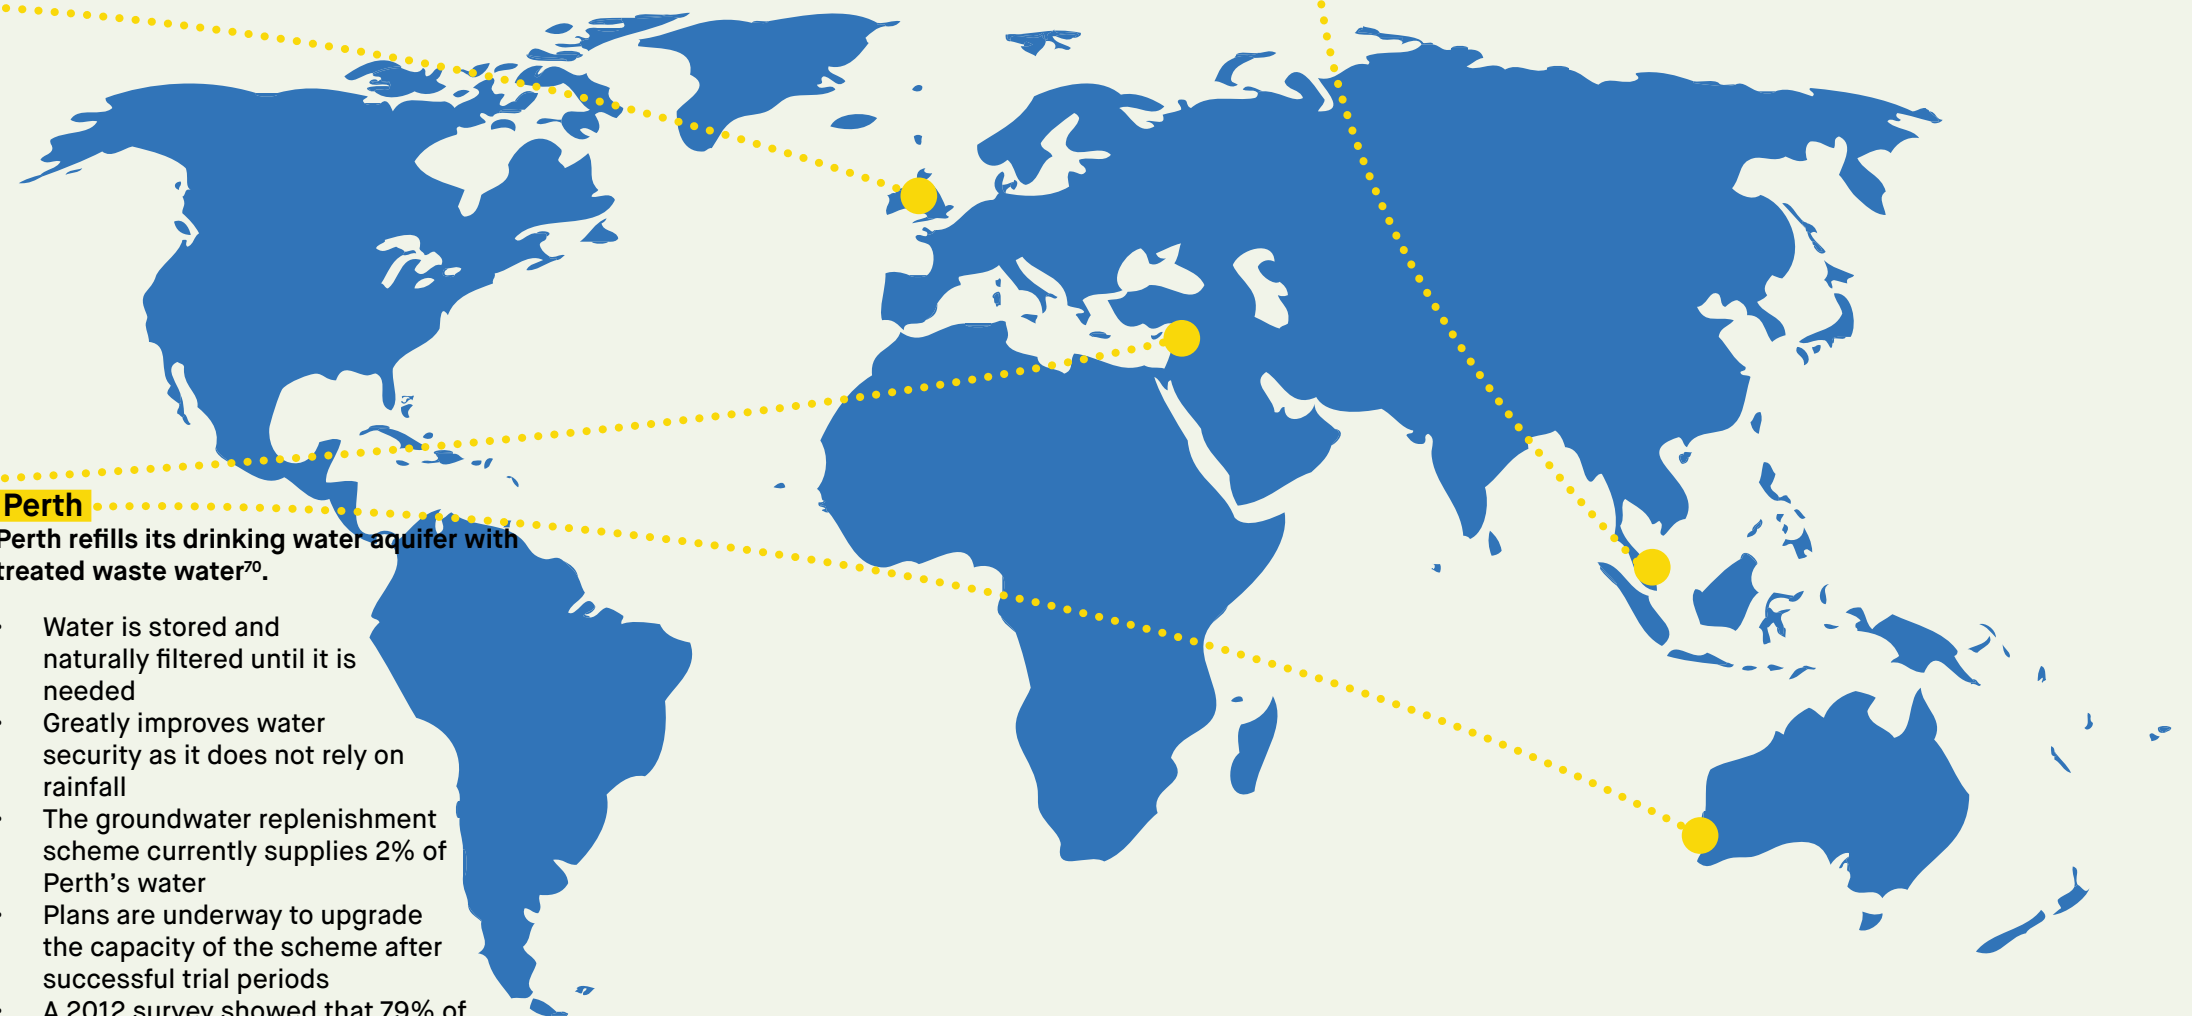 Perth
Perth refills its drinking water aquifer with
treated waste water⁷⁰.
• Water is stored and
naturally filtered until it is
needed
• Greatly improves water
security as it does not rely on
rainfall
• The groundwater replenishment
scheme currently supplies 2% of
Perth’s water
• Plans are underway to upgrade
the capacity of the scheme after
successful trial periods
• A 2012 survey showed that 79% of